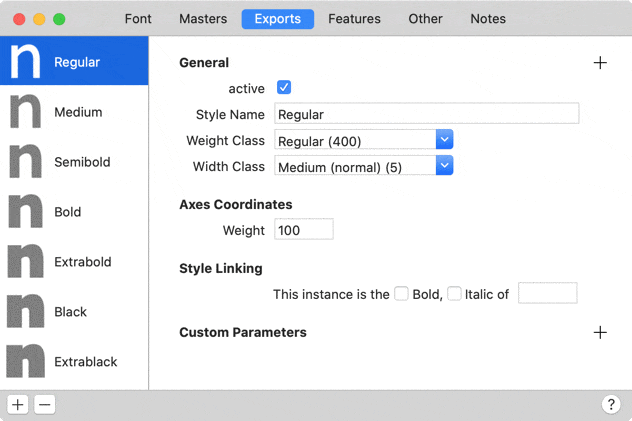 Font Masters Exports Features Other Notes
n Regular
n Medium
n Semibold
n Bold
n Extrabold
n Black
n Extrablack
General
active
Style Name Regular
Weight Class Regular (400)
Width Class Medium (normal) (5)
Axes Coordinates
Weight 100
Style Linking
This instance is the Bold, Italic of
Custom Parameters
?